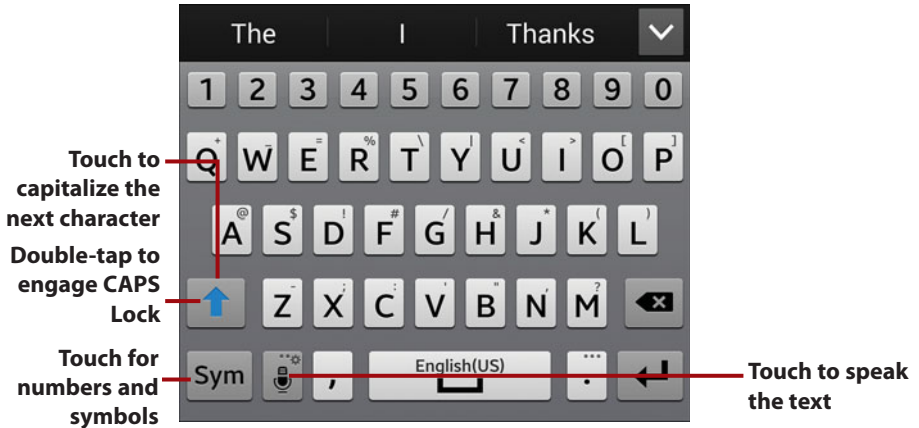 The I Thanks
1 2 3 4 5 6 7 8 9 0
+ _ = % \ | < > [ ]
Q W E R T Y U I O P
@ $ ! # / & * ( )
A S D F G H J K L
- ; : ' " , ?
Z X C V B N M
Sym , English(US) .
Touch to
capitalize the
next character
Double-tap to
engage CAPS
Lock
Touch for
numbers and
symbols
Touch to speak
the text